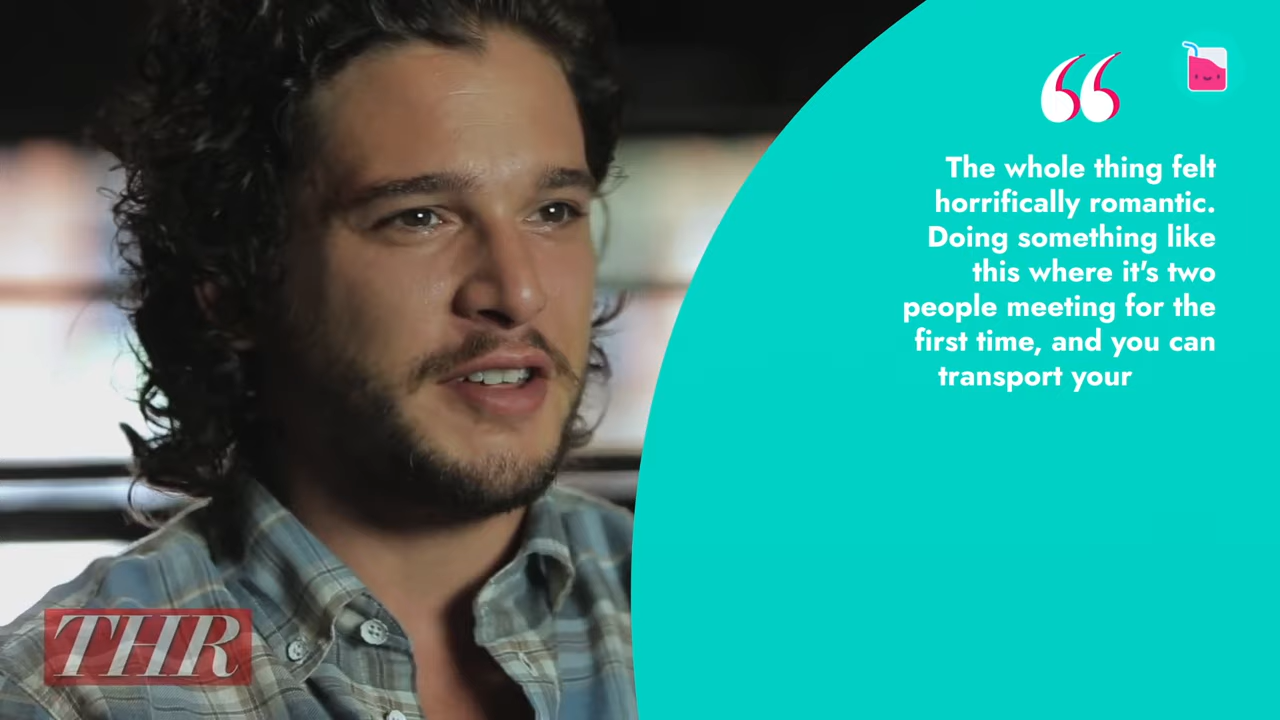 “
The whole thing felt
horrifically romantic.
Doing something like
this where it's two
people meeting for the
first time, and you can
transport your
THR